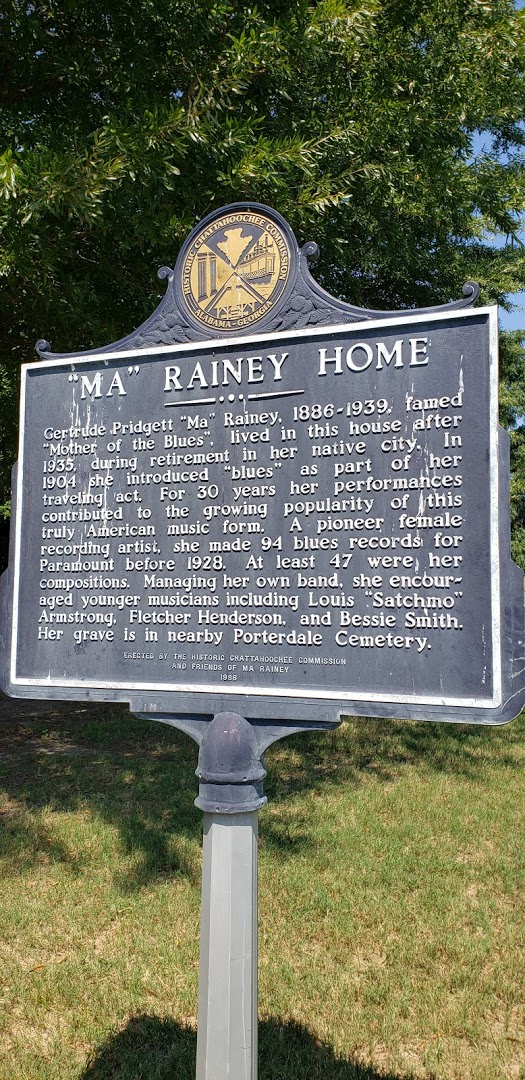 HISTORIC CHATTAHOOCHEE COMMISSION
ALABAMA-GEORGIA
"MA" RAINEY HOME
Gertrude Pridgett "Ma" Rainey, 1886-1939, famed
"Mother of the Blues", lived in this house after
1935, during retirement in her native city. In
1904 she introduced "blues" as part of her
traveling act. For 30 years her performances
contributed to the growing popularity of this
truly American music form. A pioneer female
recording artist, she made 94 blues records for
Paramount before 1928. At least 47 were her
compositions. Managing her own band, she encour-
aged younger musicians including Louis "Satchmo"
Armstrong, Fletcher Henderson, and Bessie Smith.
Her grave is in nearby Porterdale Cemetery.
ERECTED BY THE HISTORIC CHATTAHOOCHEE COMMISSION
AND FRIENDS OF MA RAINEY
1986